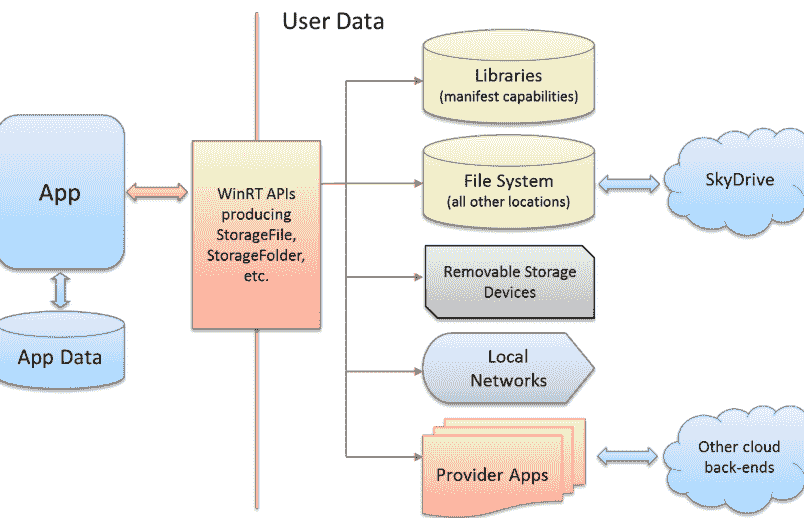 User Data
App
App Data
WinRT APIs
producing
StorageFile,
StorageFolder,
etc.
Libraries
(manifest capabilities)
File System
(all other locations)
SkyDrive
Removable Storage
Devices
Local
Networks
Provider Apps
Other cloud
back-ends